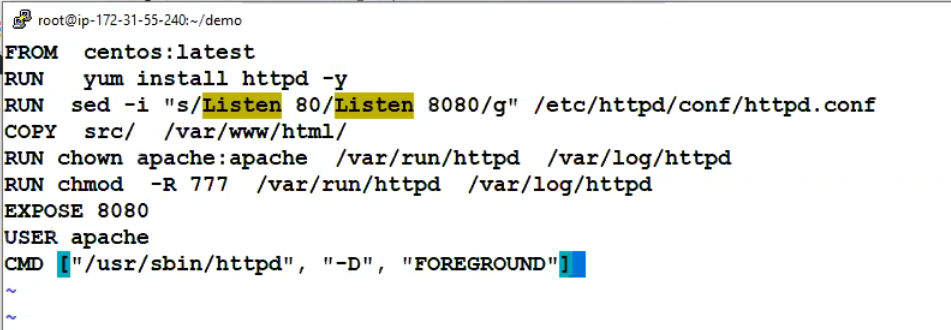 root@ip-172-31-55-240:~/demo
FROM  centos:latest
RUN   yum install httpd -y
RUN  sed -i "s/Listen 80/Listen 8080/g" /etc/httpd/conf/httpd.conf
COPY  src/  /var/www/html/
RUN chown apache:apache  /var/run/httpd  /var/log/httpd
RUN chmod  -R 777  /var/run/httpd  /var/log/httpd
EXPOSE 8080
USER apache
CMD ["/usr/sbin/httpd", "-D", "FOREGROUND"]
~
~